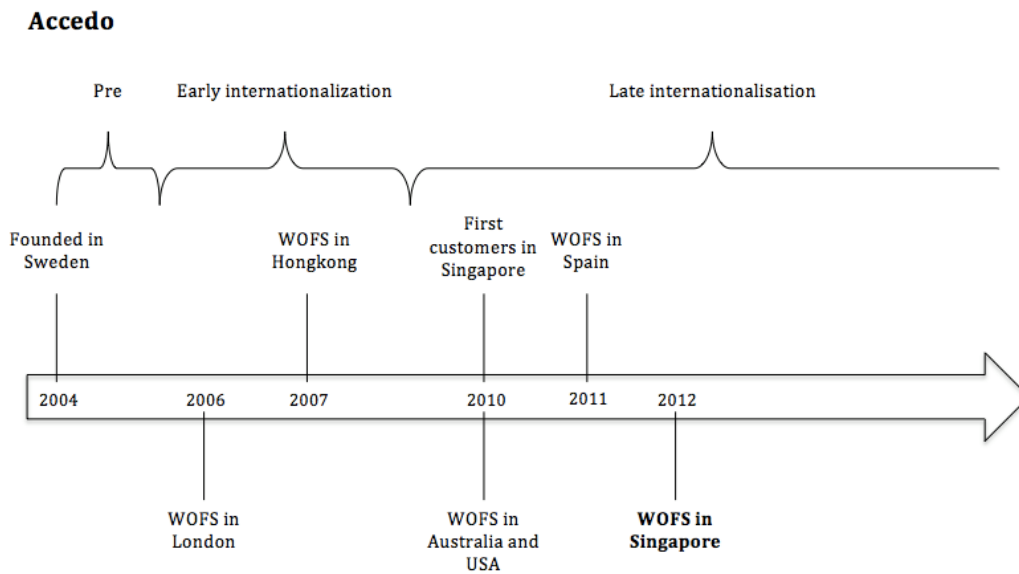 Accedo
Pre
Early internationalization
Late internationalisation
Founded in
Sweden
WOFS in
Hongkong
First
customers in
Singapore
WOFS in
Spain
2004
2006
2007
2010
2011
2012
WOFS in
London
WOFS in
Australia and
USA
WOFS in
Singapore